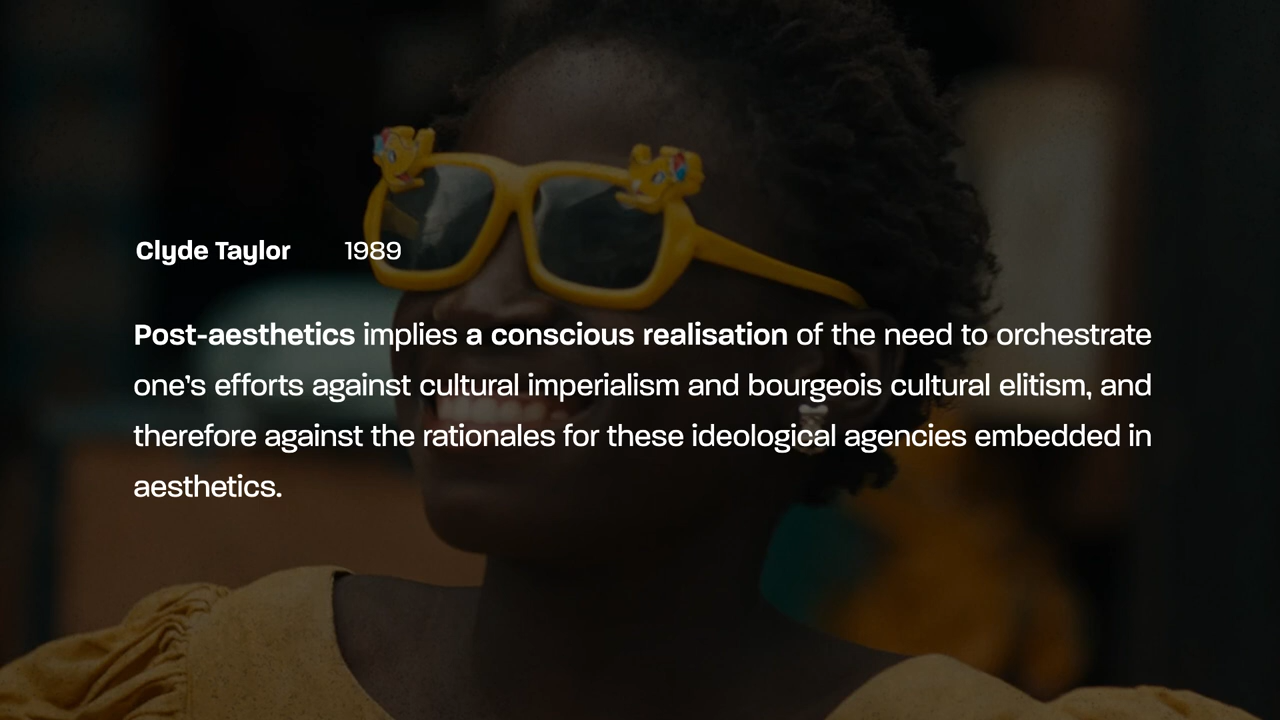 Clyde Taylor 1989
Post-aesthetics implies a conscious realisation of the need to orchestrate
one’s efforts against cultural imperialism and bourgeois cultural elitism, and
therefore against the rationales for these ideological agencies embedded in
aesthetics.